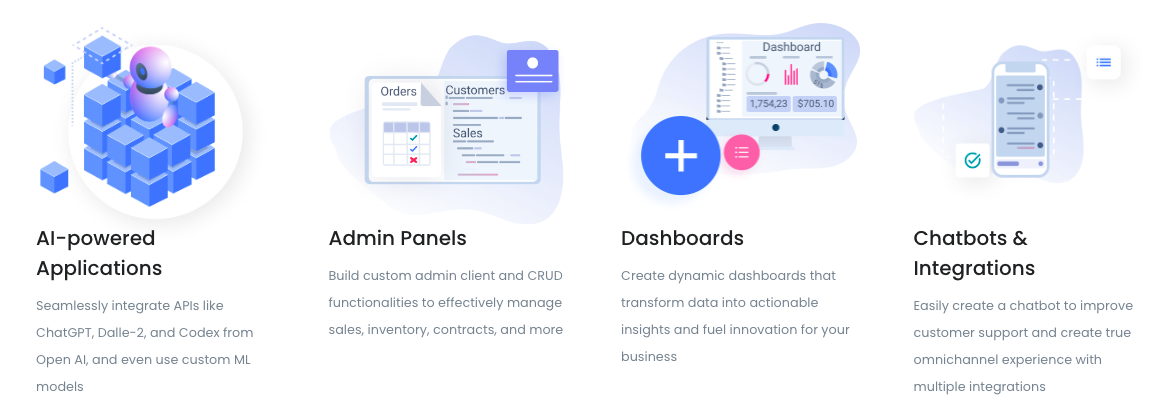 Orders
Customers
Sales
Dashboard
1,754,23
$705.10
AI-powered
Applications
Seamlessly integrate APIs like
ChatGPT, Dalle-2, and Codex from
Open AI, and even use custom ML
models
Admin Panels
Build custom admin client and CRUD
functionalities to effectively manage
sales, inventory, contracts, and more
Dashboards
Create dynamic dashboards that
transform data into actionable
insights and fuel innovation for your
business
Chatbots &
Integrations
Easily create a chatbot to improve
customer support and create true
omnichannel experience with
multiple integrations